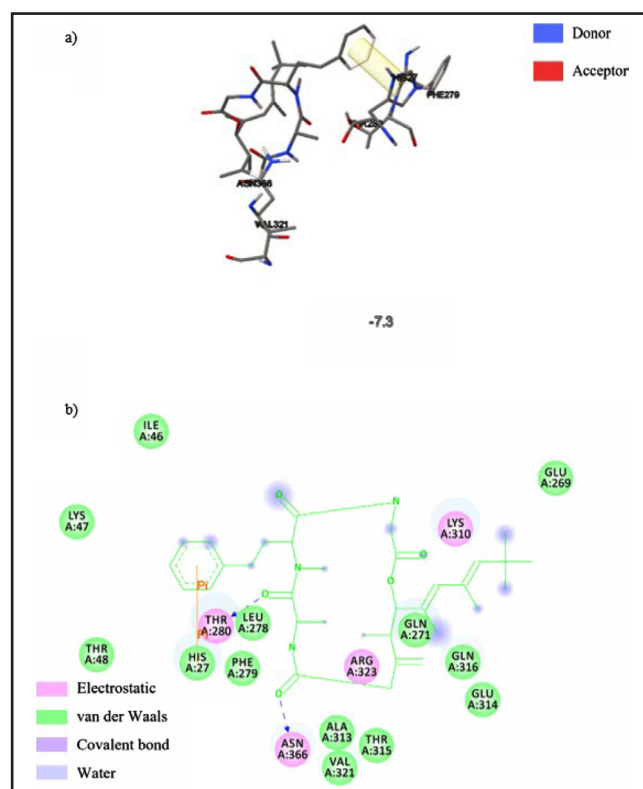 a)
Donor
Acceptor
PHE279
ASN366
VAL321
-7.3
b)
ILE
A:46
GLU
A:269
LYS
A:47
O
N
LYS
A:310
O
N
O
O
Pi
THR
A:280
LEU
A:278
GLN
A:271
THR
A:48
HIS
A:27
PHE
A:279
N
ARG
A:323
GLN
A:316
GLU
A:314
Electrostatic
van der Waals
Covalent bond
Water
O
ASN
A:366
ALA
A:313
THR
A:315
VAL
A:321